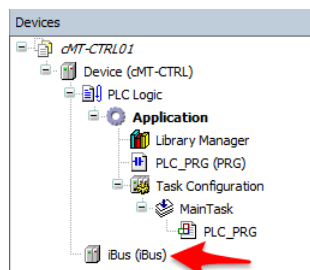 Devices
cMT-CTRL01
Device (cMT-CTRL)
PLC Logic
Application
Library Manager
PLC_PRG (PRG)
Task Configuration
MainTask
PLC_PRG
iBus (iBus)